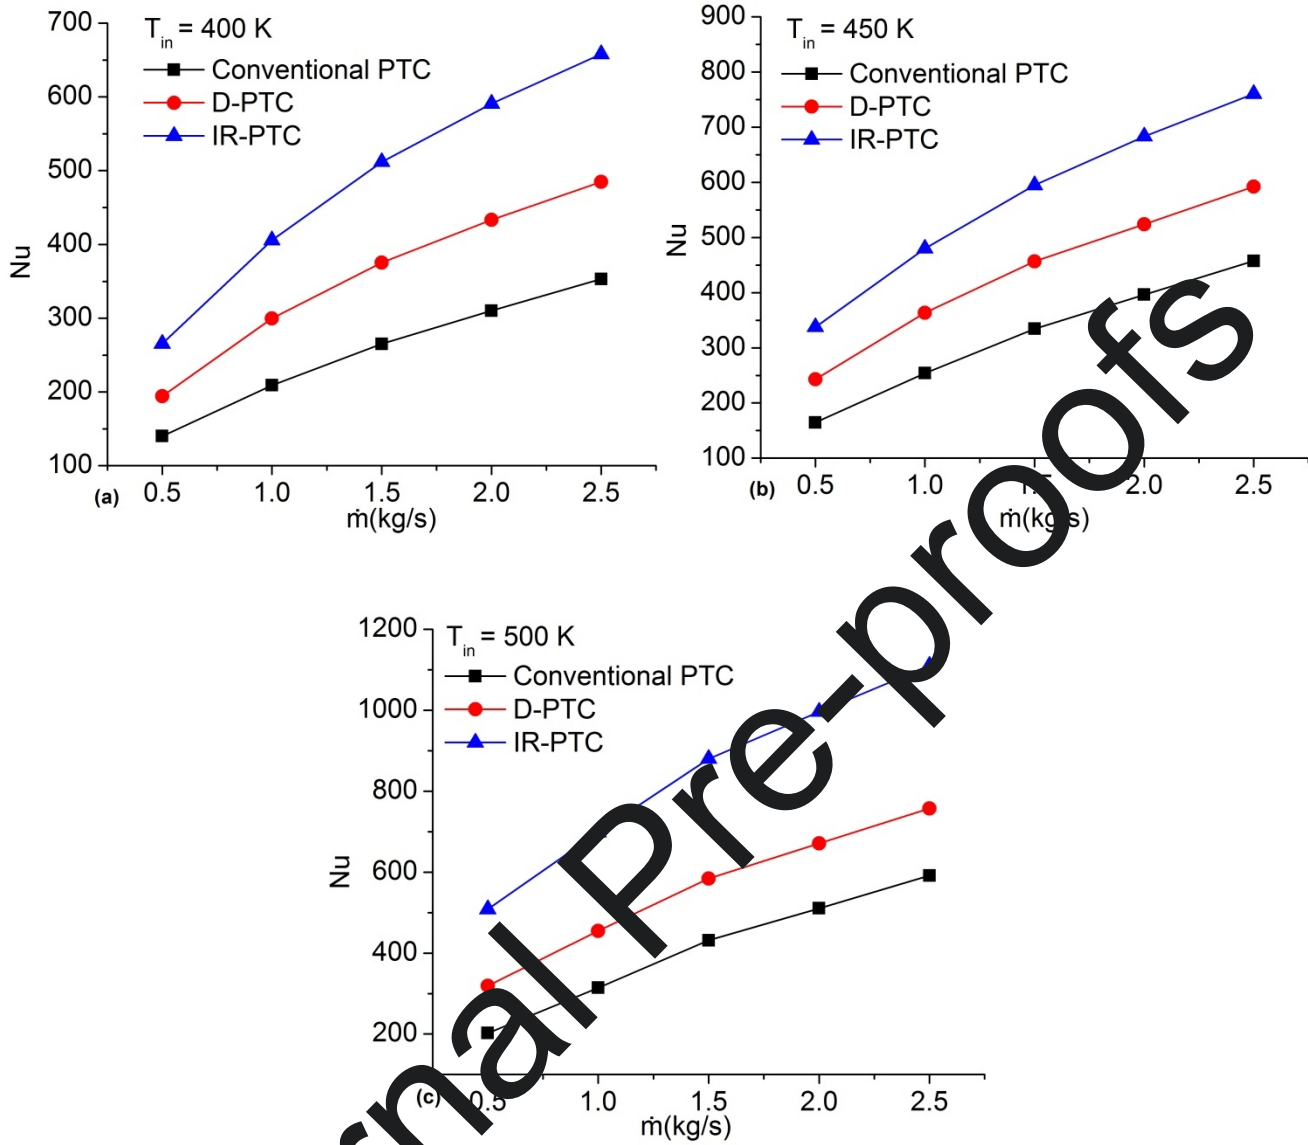 T_in = 400 K
Conventional PTC
D-PTC
IR-PTC
700
600
500
400
300
200
100
Nu
(a)
0.5 1.0 1.5 2.0 2.5
ṁ(kg/s)
T_in = 450 K
Conventional PTC
D-PTC
IR-PTC
900
800
700
600
500
400
300
200
100
Nu
(b)
0.5 1.0 1.5 2.0 2.5
ṁ(kg/s)
T_in = 500 K
Conventional PTC
D-PTC
IR-PTC
1200
1000
800
600
400
200
Nu
(c)
0.5 1.0 1.5 2.0 2.5
ṁ(kg/s)
Pre-proofs